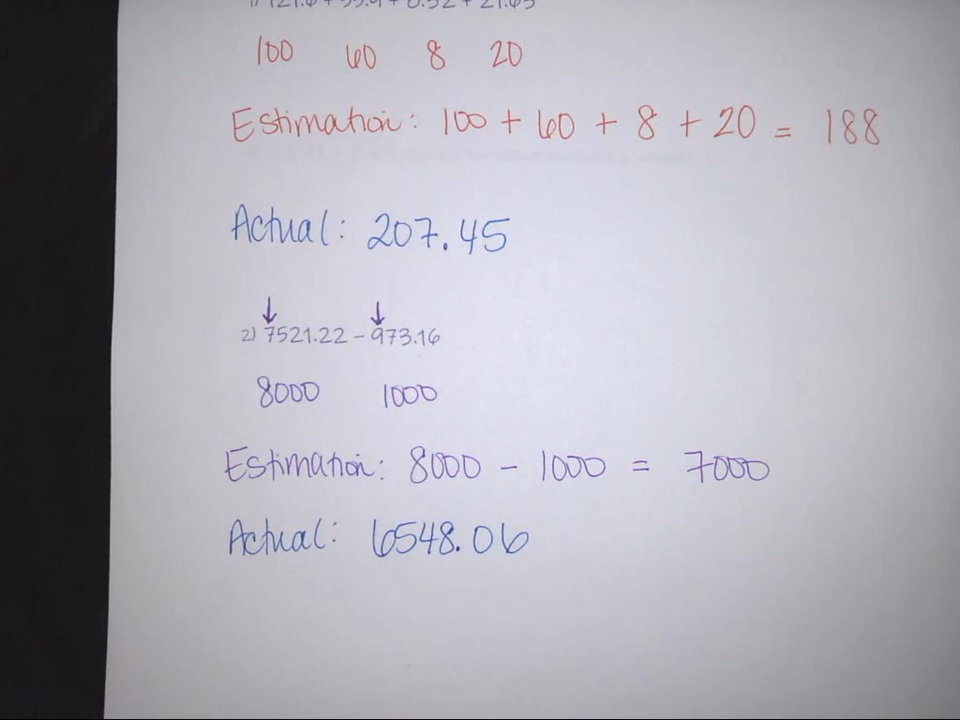 100 60 8 20
Estimation: 100 + 60 + 8 + 20 = 188
Actual: 207.45
2) 7521.22 - 973.16
8000 1000
Estimation: 8000 - 1000 = 7000
Actual: 6548.06